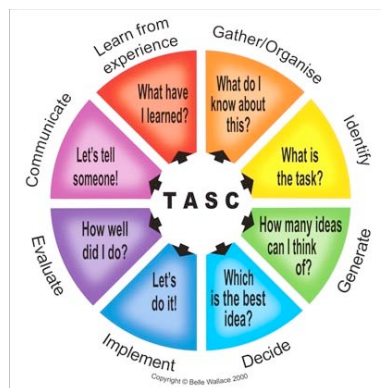 Gather/Organise
What do I
know about
this?
Identify
What is
the task?
Generate
How many ideas
can I think
of?
Decide
Which
is the best
idea?
Implement
Let's
do it!
Evaluate
How well
did I do?
Communicate
Let's tell
someone!
Learn from
experience
What have
I learned?
TASC
Copyright © Belle Wallace 2000